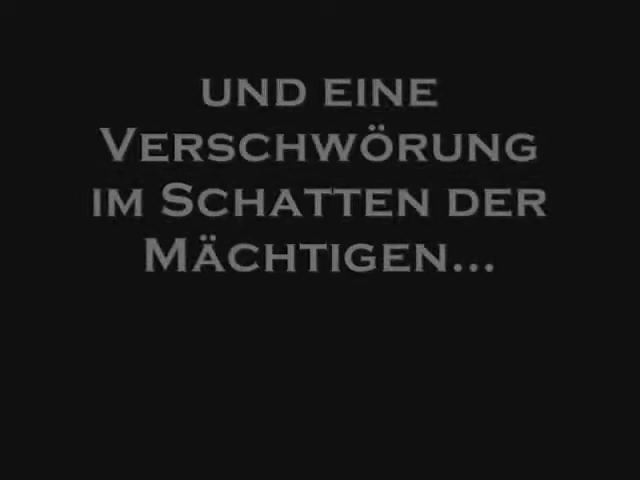 und eine
Verschwörung
im Schatten der
Mächtigen...